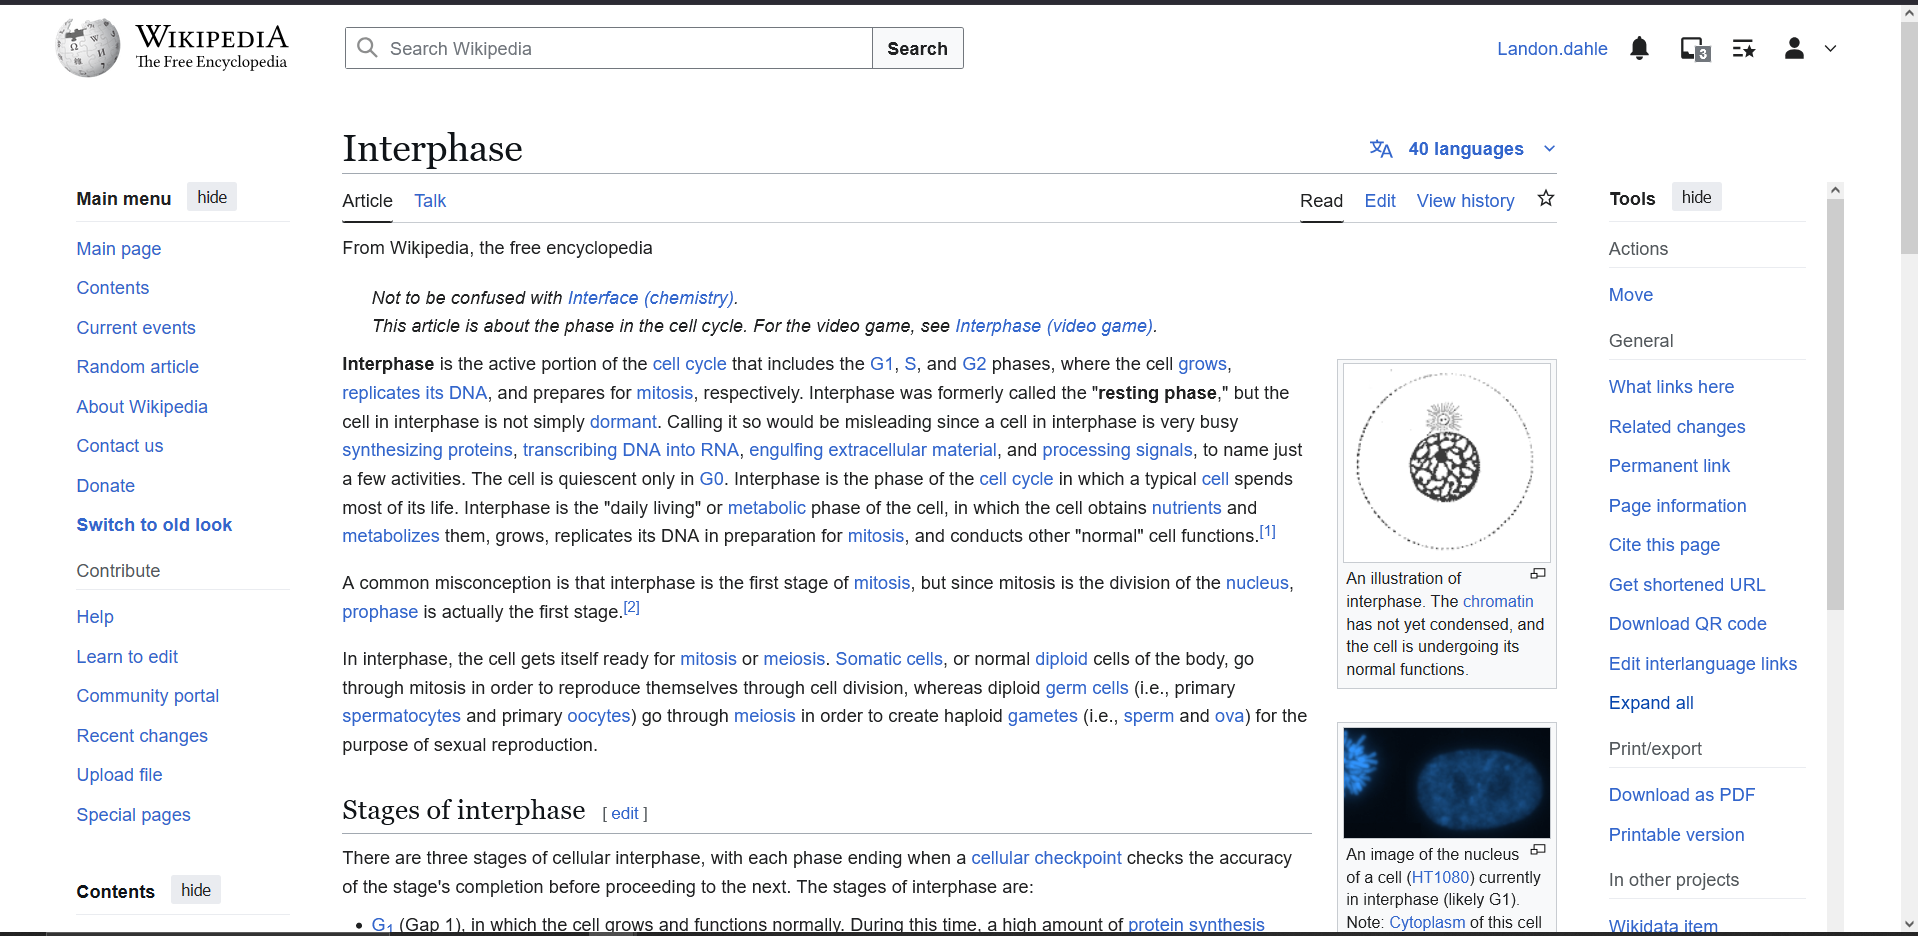 WIKIPEDIA
The Free Encyclopedia
Search Wikipedia
Search
Landon.dahle
3
Interphase
40 languages
Main menu
hide
Main page
Contents
Current events
Random article
About Wikipedia
Contact us
Donate
Switch to old look
Contribute
Help
Learn to edit
Community portal
Recent changes
Upload file
Special pages
Contents
hide
Article
Talk
Read
Edit
View history
From Wikipedia, the free encyclopedia
Not to be confused with Interface (chemistry).
This article is about the phase in the cell cycle. For the video game, see Interphase (video game).
Interphase is the active portion of the cell cycle that includes the G1, S, and G2 phases, where the cell grows,
replicates its DNA, and prepares for mitosis, respectively. Interphase was formerly called the "resting phase," but the
cell in interphase is not simply dormant. Calling it so would be misleading since a cell in interphase is very busy
synthesizing proteins, transcribing DNA into RNA, engulfing extracellular material, and processing signals, to name just
a few activities. The cell is quiescent only in G0. Interphase is the phase of the cell cycle in which a typical cell spends
most of its life. Interphase is the "daily living" or metabolic phase of the cell, in which the cell obtains nutrients and
metabolizes them, grows, replicates its DNA in preparation for mitosis, and conducts other "normal" cell functions.[1]
A common misconception is that interphase is the first stage of mitosis, but since mitosis is the division of the nucleus,
prophase is actually the first stage.[2]
In interphase, the cell gets itself ready for mitosis or meiosis. Somatic cells, or normal diploid cells of the body, go
through mitosis in order to reproduce themselves through cell division, whereas diploid germ cells (i.e., primary
spermatocytes and primary oocytes) go through meiosis in order to create haploid gametes (i.e., sperm and ova) for the
purpose of sexual reproduction.
Stages of interphase [ edit ]
There are three stages of cellular interphase, with each phase ending when a cellular checkpoint checks the accuracy
of the stage's completion before proceeding to the next. The stages of interphase are:
• G1 (Gap 1), in which the cell grows and functions normally. During this time, a high amount of protein synthesis
An illustration of
interphase. The chromatin
has not yet condensed, and
the cell is undergoing its
normal functions.
An image of the nucleus
of a cell (HT1080) currently
in interphase (likely G1).
Note: Cytoplasm of this cell
Tools
hide
Actions
Move
General
What links here
Related changes
Permanent link
Page information
Cite this page
Get shortened URL
Download QR code
Edit interlanguage links
Expand all
Print/export
Download as PDF
Printable version
In other projects
Wikidata item